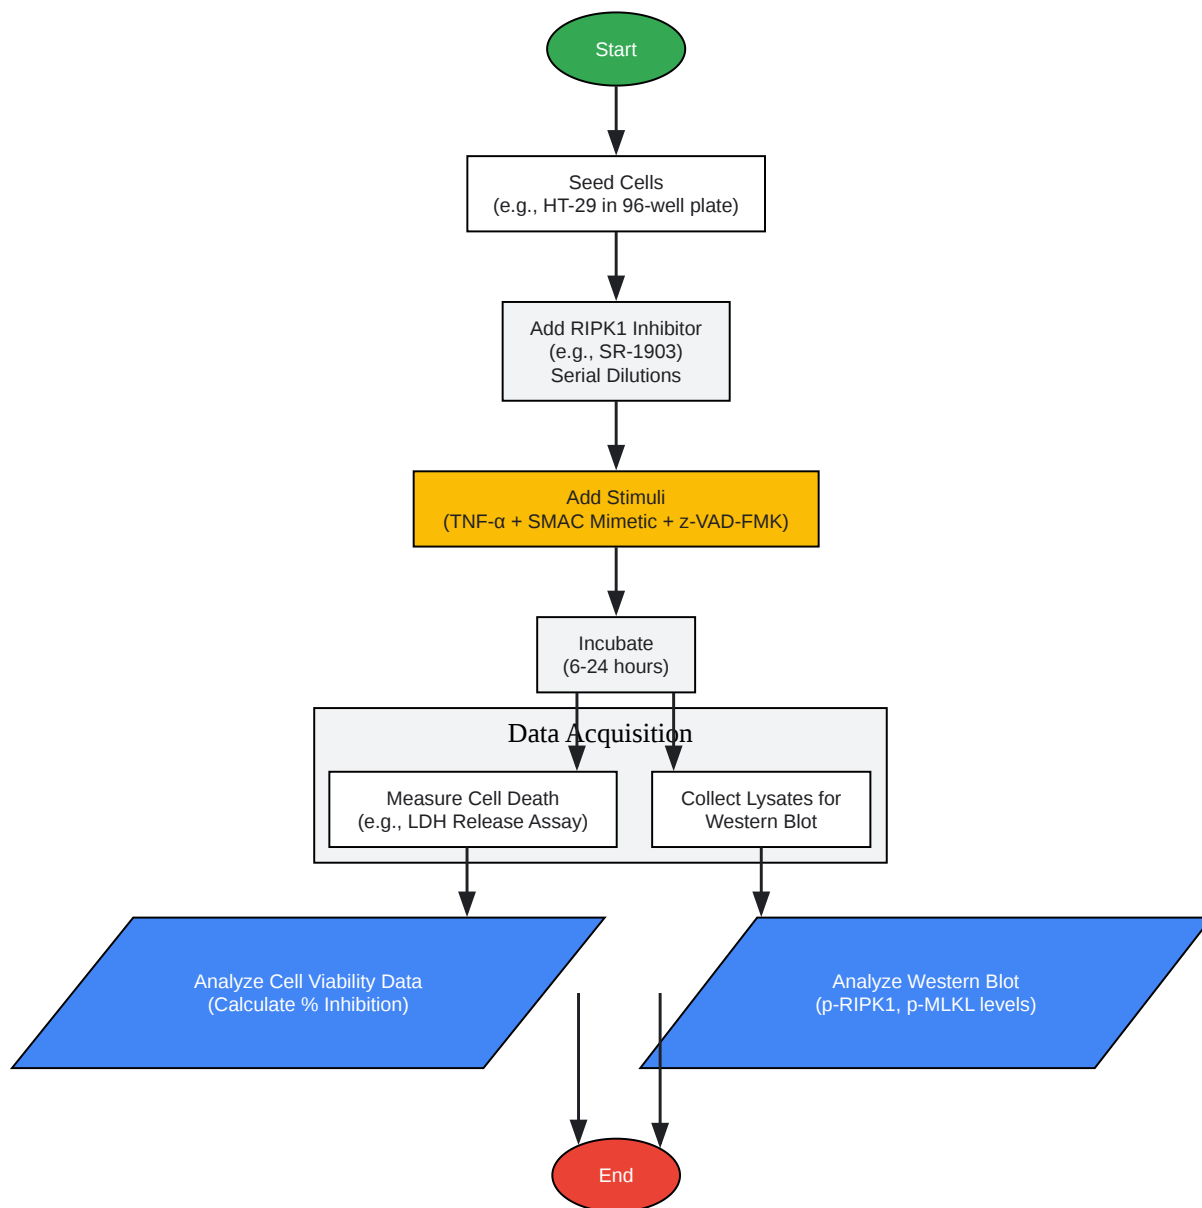 Start
Seed Cells
(e.g., HT-29 in 96-well plate)
Add RIPK1 Inhibitor
(e.g., SR-1903)
Serial Dilutions
Add Stimuli
(TNF-α + SMAC Mimetic + z-VAD-FMK)
Incubate
(6-24 hours)
Data Acquisition
Measure Cell Death
(e.g., LDH Release Assay)
Collect Lysates for
Western Blot
Analyze Cell Viability Data
(Calculate % Inhibition)
Analyze Western Blot
(p-RIPK1, p-MLKL levels)
End